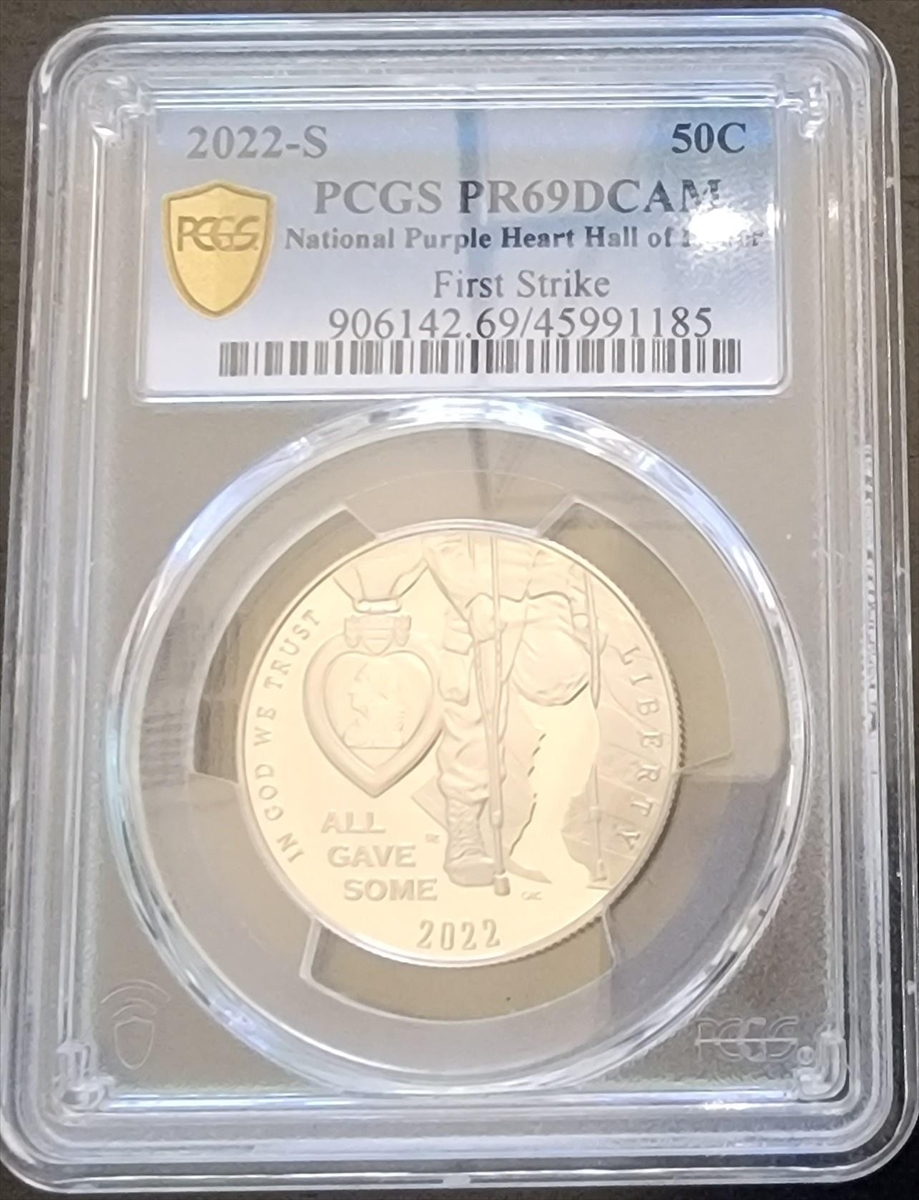 2022-S 50C
PCGS PR69DCAM
PCGS
National Purple Heart Hall of
First Strike
906142.69/45991185
IN GOD WE TRUST
LIBERTY
ALL
GAVE
SOME
2022
PCGS